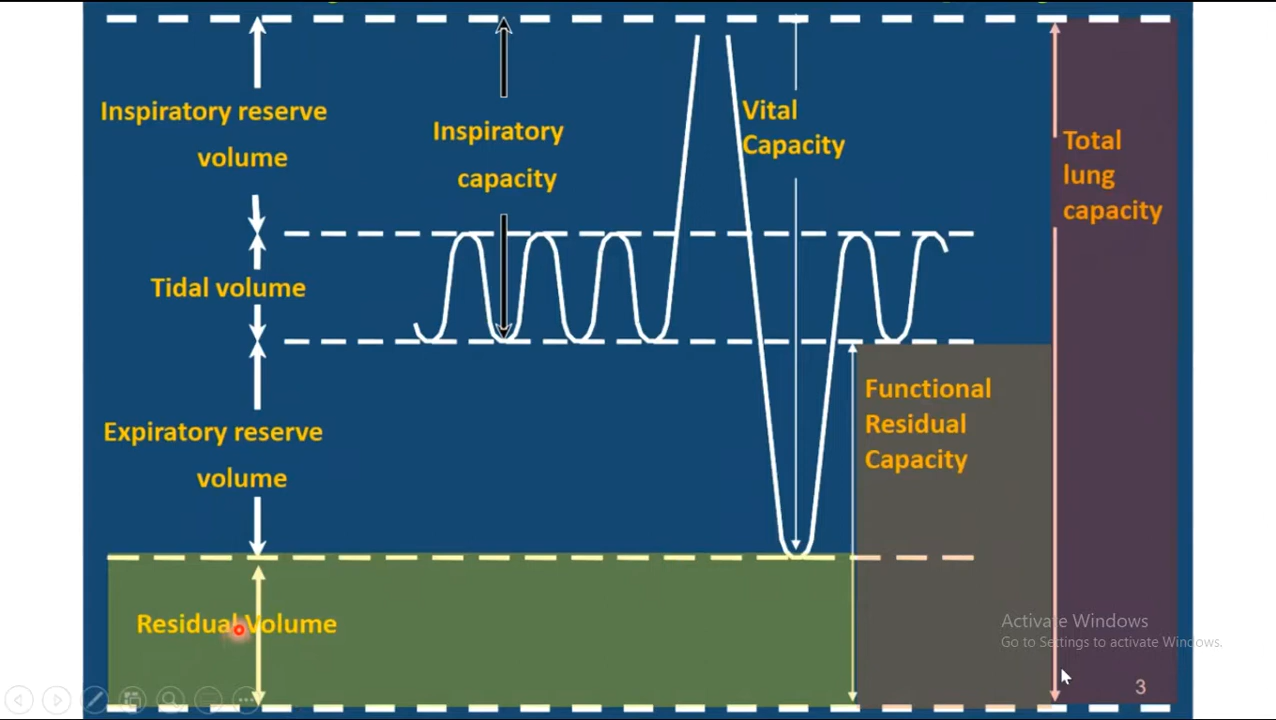 Inspiratory reserve
volume
Tidal volume
Expiratory reserve
volume
Residual Volume
Inspiratory
capacity
Vital
Capacity
Functional
Residual
Capacity
Total
lung
capacity
Activate Windows
Go to Settings to activate Windows.
3